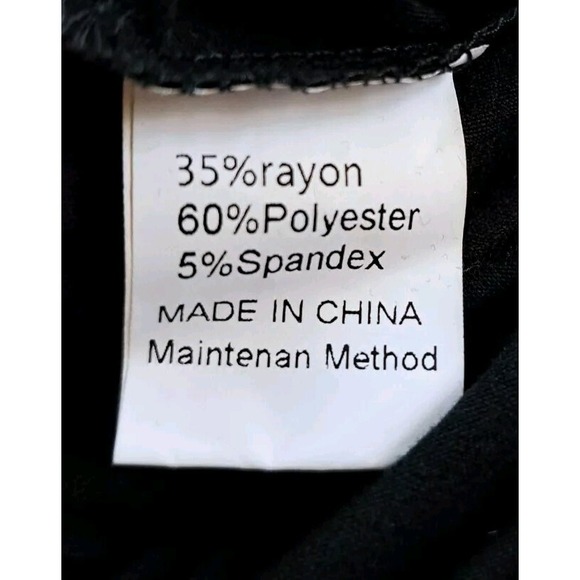 35%rayon
60%Polyester
5%Spandex
MADE IN CHINA
Maintenan Method